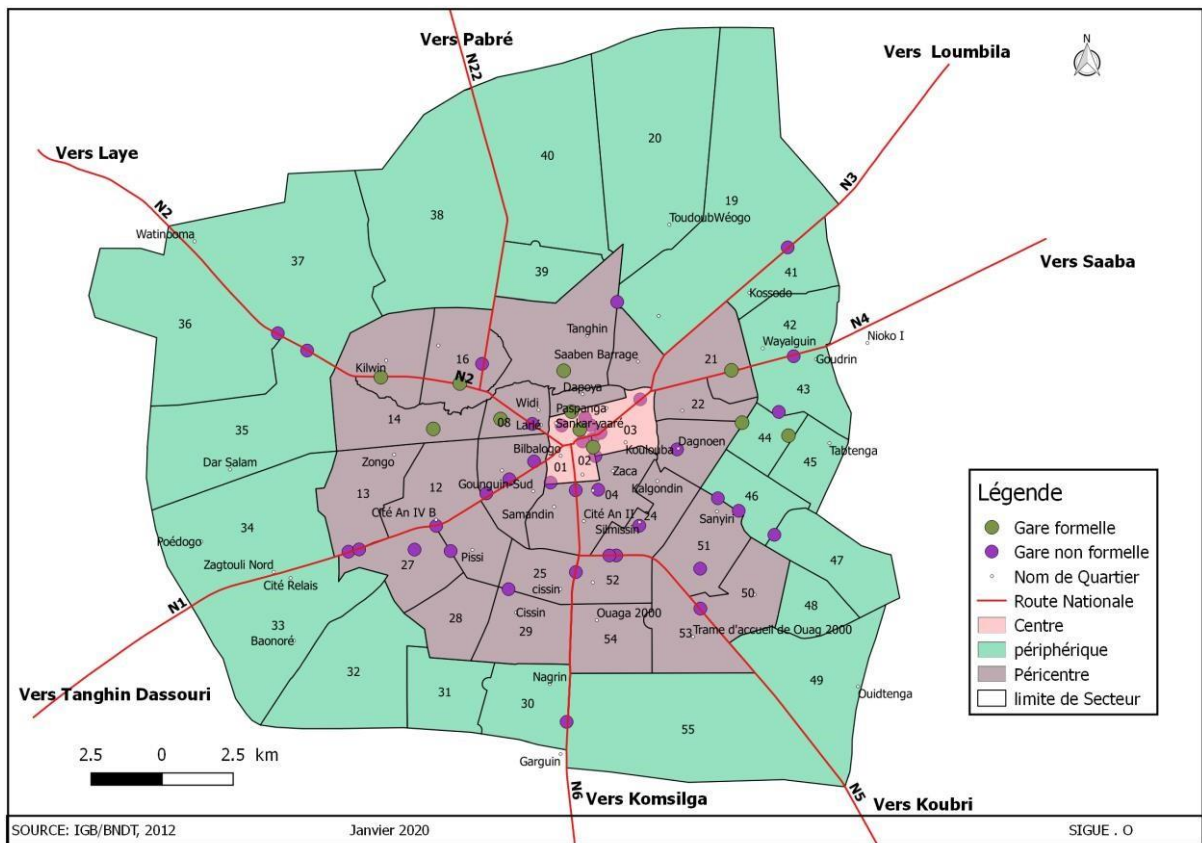 Vers Pabré
N22
Vers Loumbila
N
Vers Laye
N2
Watinooma
N3
Vers Saaba
N4
Nioko I
40
20
19
38
37
39
ToudoubWéogo
41
Kossodo
36
42
Wayalguin
Goudrin
Tanghin
Saaben Barrage
21
16
Kilwin
N2
Dapoya
43
Widi
Paspanga
22
14
08
Larlé
Sankar-yaaré
03
44
35
Bilbalogo
Koulouba
Dagnoen
Tabtenga
45
Dar Salam
Zongo
01
02
Zaca
13
12
Gounguin-Sud
04
Kalgondin
46
Samandin
Cité An II
24
Sanyiri
Cité An IV B
Silmissin
34
Poédogo
Zagtouli Nord
Cité Relais
27
Pissi
51
47
N1
25
cissin
52
50
48
28
Cissin
29
Ouaga 2000
54
53
Trame d'accueil de Ouag 2000
33
Baonoré
32
31
Nagrin
30
49
Ouidtenga
55
Vers Tanghin Dassouri
Garguin
N6
Vers Komsilga
N5
Vers Koubri
2.5 0 2.5 km
Légende
Gare formelle
Gare non formelle
Nom de Quartier
Route Nationale
Centre
périphérique
Péricentre
limite de Secteur
SOURCE: IGB/BNDT, 2012 Janvier 2020 SIGUE . O